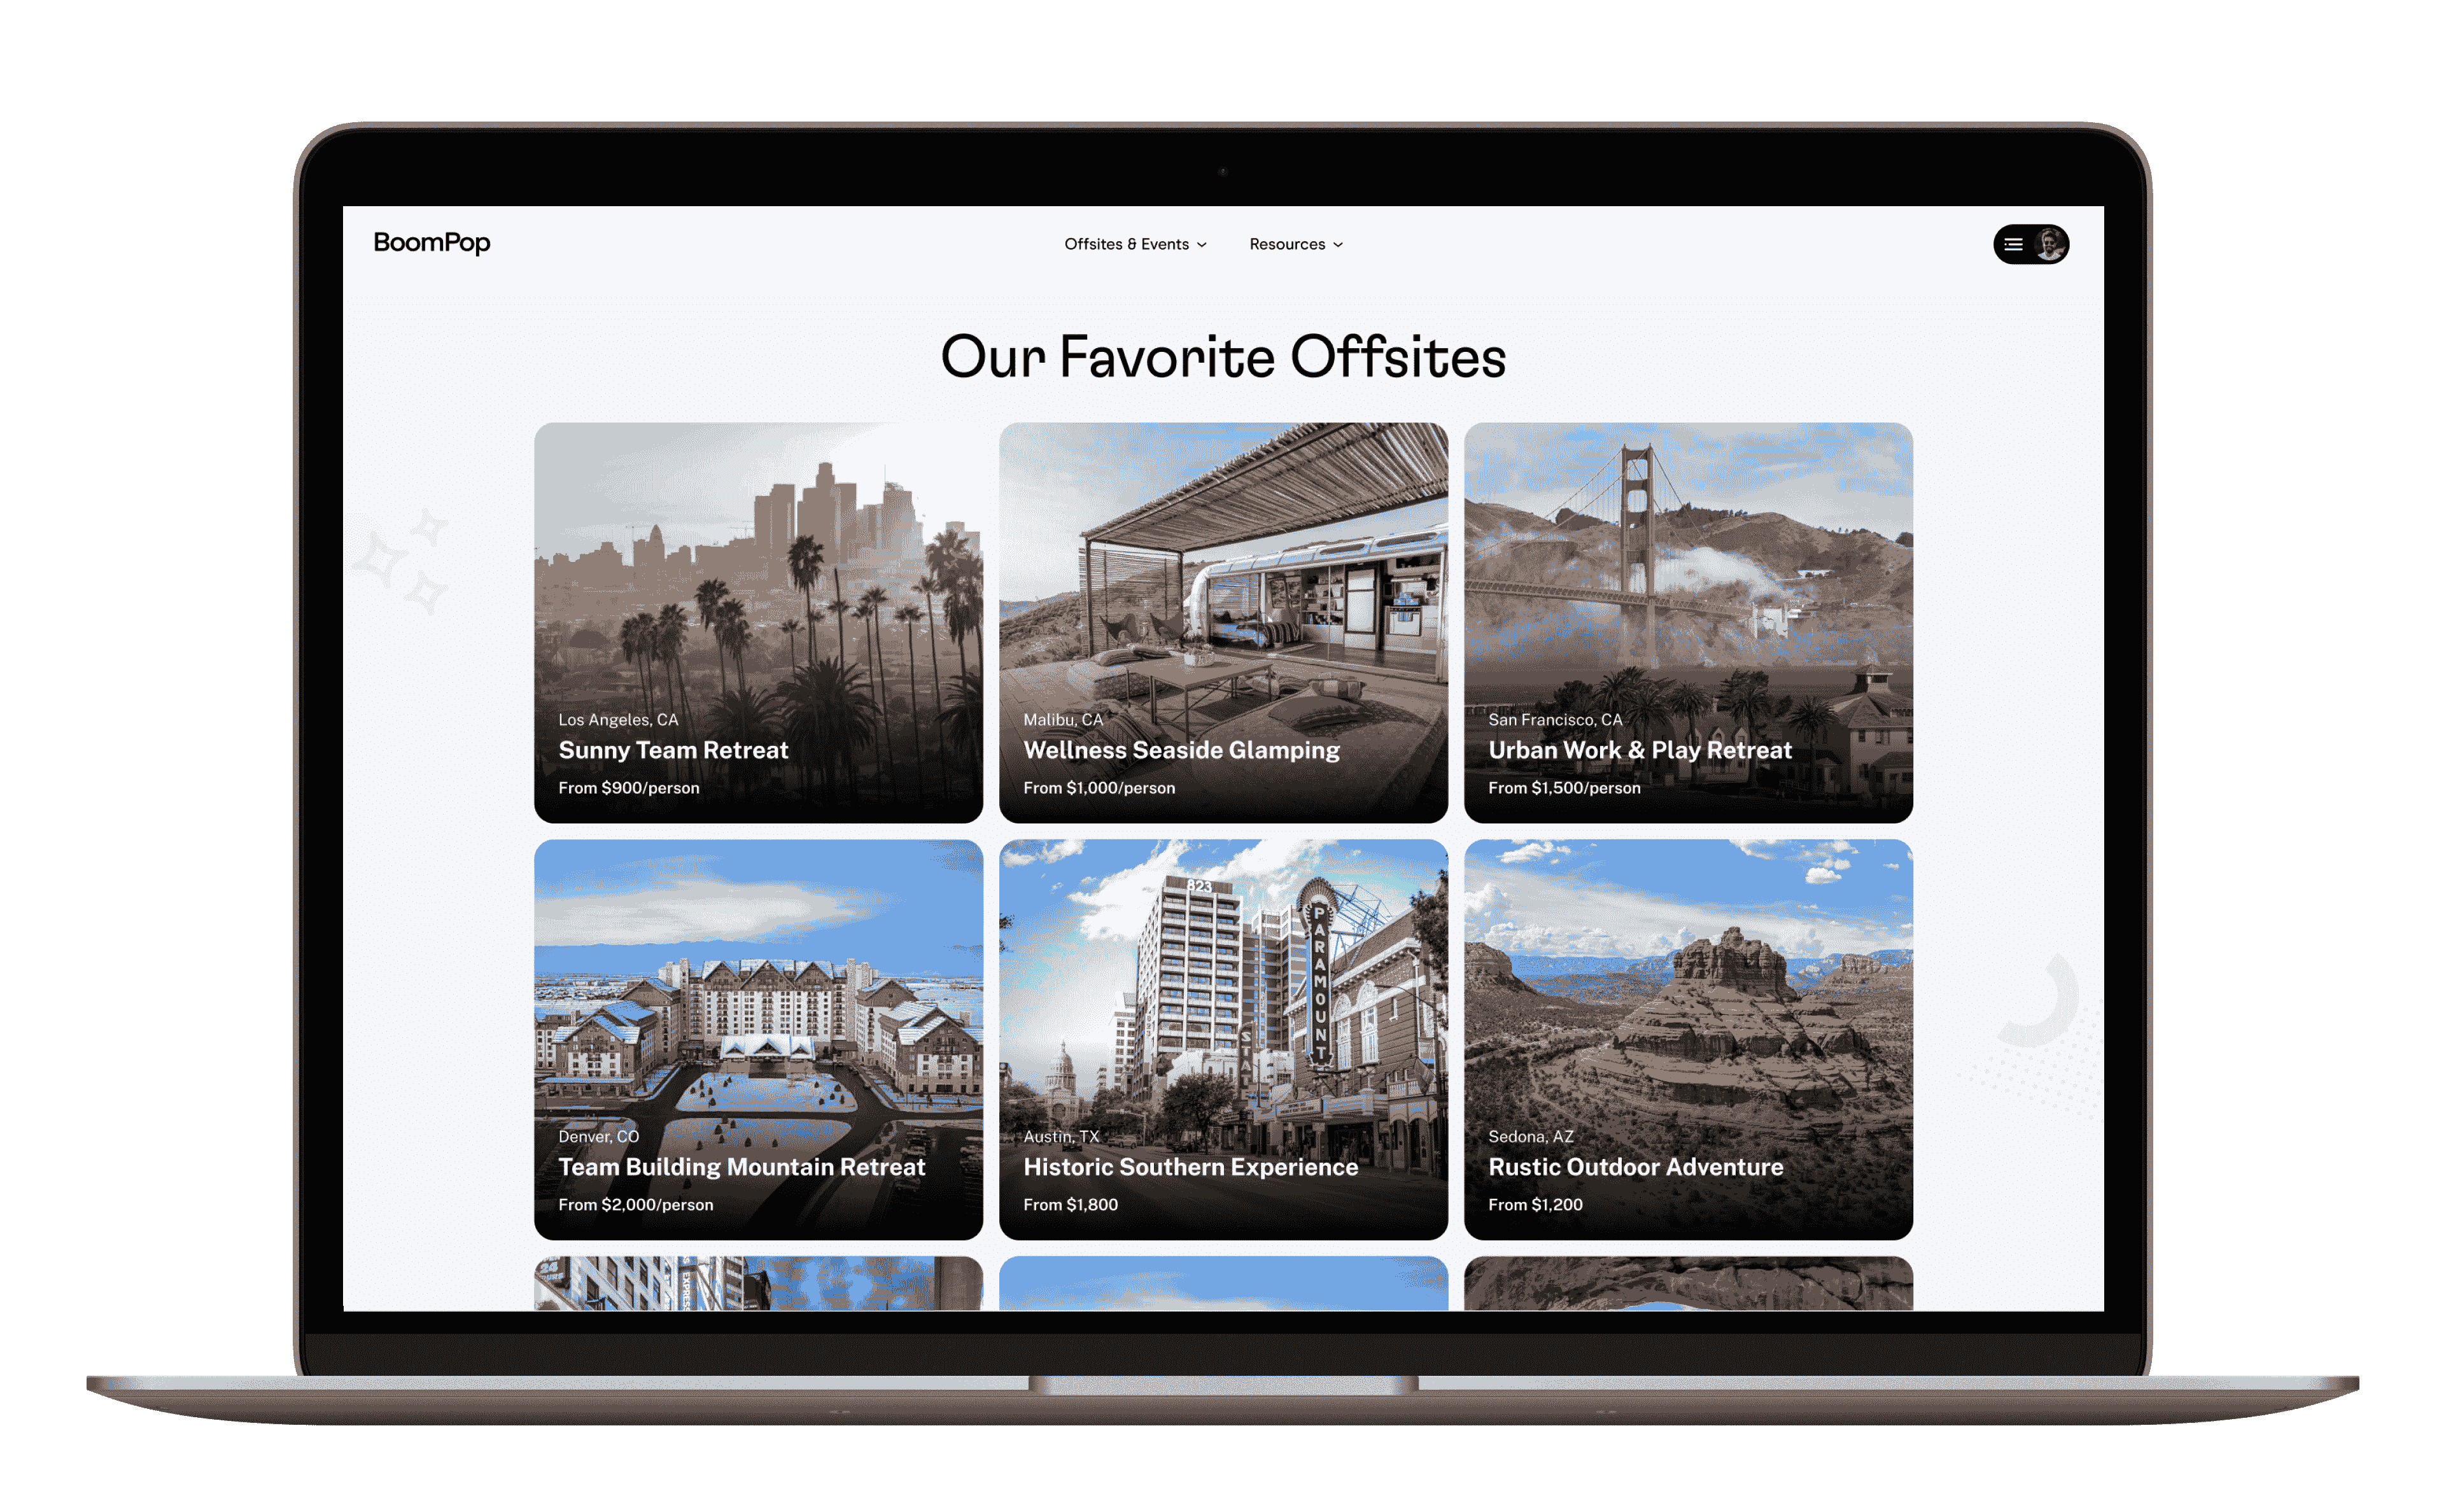 BoomPop
Offsites & Events
Resources
Our Favorite Offsites
Los Angeles, CA
Sunny Team Retreat
From $900/person
Malibu, CA
Wellness Seaside Glamping
From $1,000/person
San Francisco, CA
Urban Work & Play Retreat
From $1,500/person
823
PARAMOUNT
Denver, CO
Team Building Mountain Retreat
From $2,000/person
Austin, TX
Historic Southern Experience
From $1,800
Sedona, AZ
Rustic Outdoor Adventure
From $1,200
24